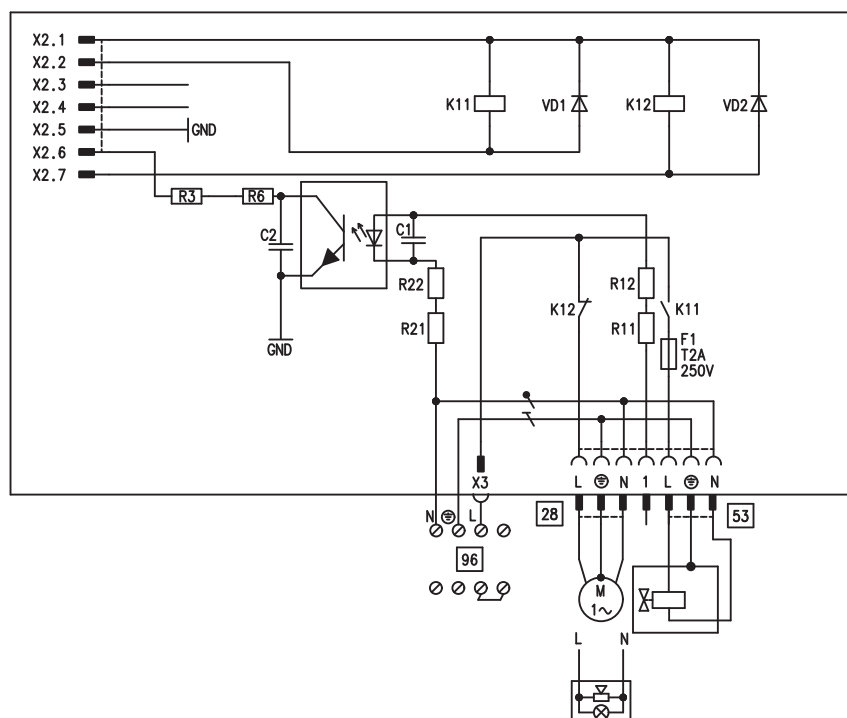 X2.1
X2.2
X2.3
X2.4
X2.5
GND
X2.6
X2.7
K11
VD1
K12
VD2
R3
R6
C2
C1
R22
R21
GND
K12
R12
R11
K11
F1
T2A
250V
X3
L
N
1
L
N
N
L
28
53
96
M
1~
L
N